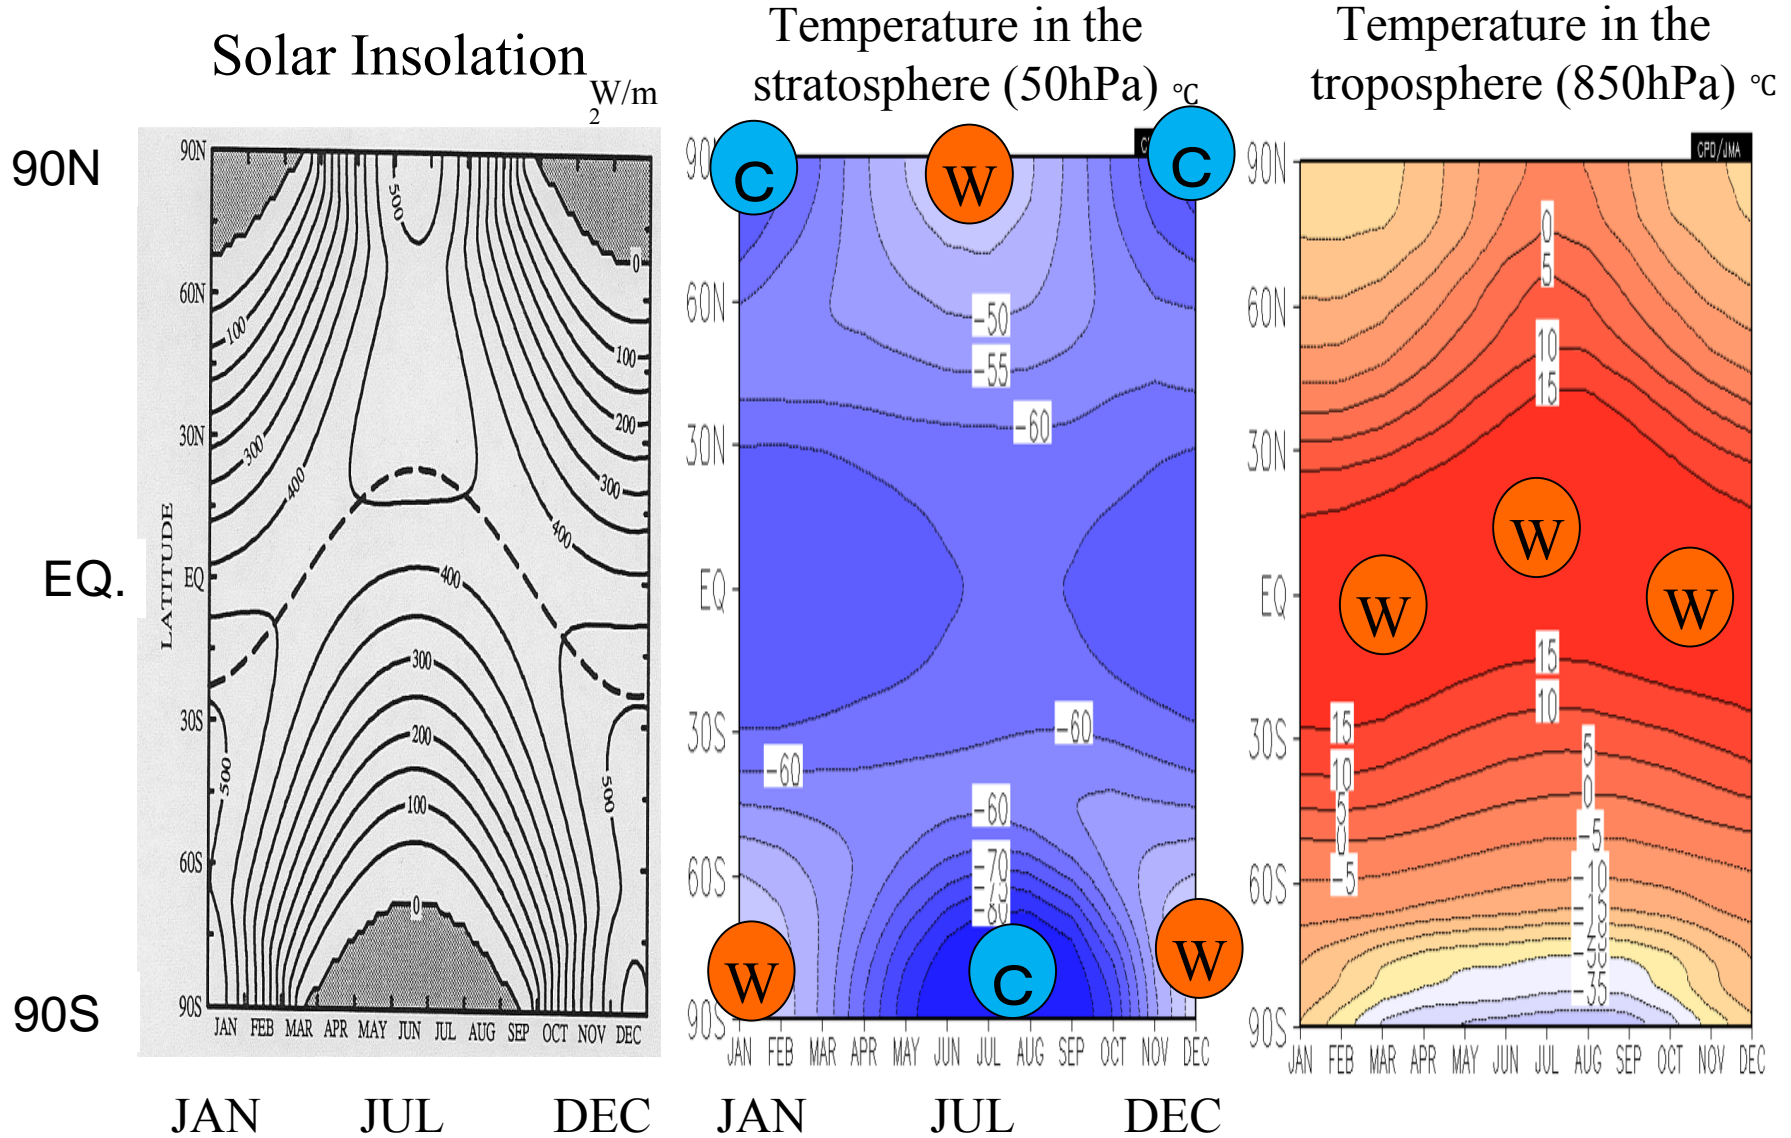 Solar Insolation
W/m
2
90N
EQ.
90S
90N
60N
30N
EQ
30S
60S
90S
LATITUDE
500
0
100
100
200
300
300
400
400
400
300
200
100
500
500
0
JAN FEB MAR APR MAY JUN JUL AUG SEP OCT NOV DEC
JAN JUL DEC
Temperature in the
stratosphere (50hPa) °C
C
W
C
90N
60N
30N
EQ
30S
60S
90S
-50
-55
-60
-60
-60
-60
-70
-75
-80
W
C
W
JAN FEB MAR APR MAY JUN JUL AUG SEP OCT NOV DEC
JAN JUL DEC
Temperature in the
troposphere (850hPa) °C
CPD/JMA
90N
60N
30N
EQ
30S
60S
90S
0
5
10
15
W
W
W
15
10
15
10
5
0
-5
5
0
-5
-10
-15
-35
JAN FEB MAR APR MAY JUN JUL AUG SEP OCT NOV DEC